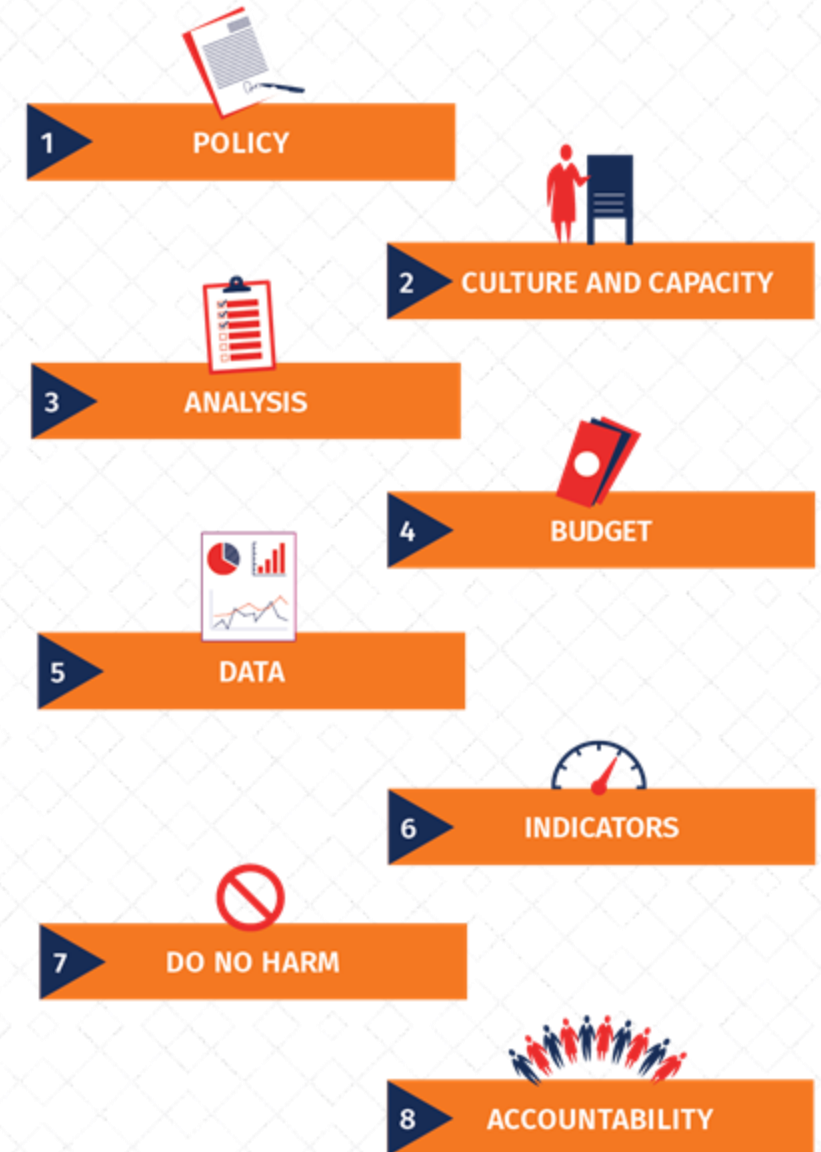 1 POLICY
2 CULTURE AND CAPACITY
3 ANALYSIS
4 BUDGET
5 DATA
6 INDICATORS
7 DO NO HARM
8 ACCOUNTABILITY